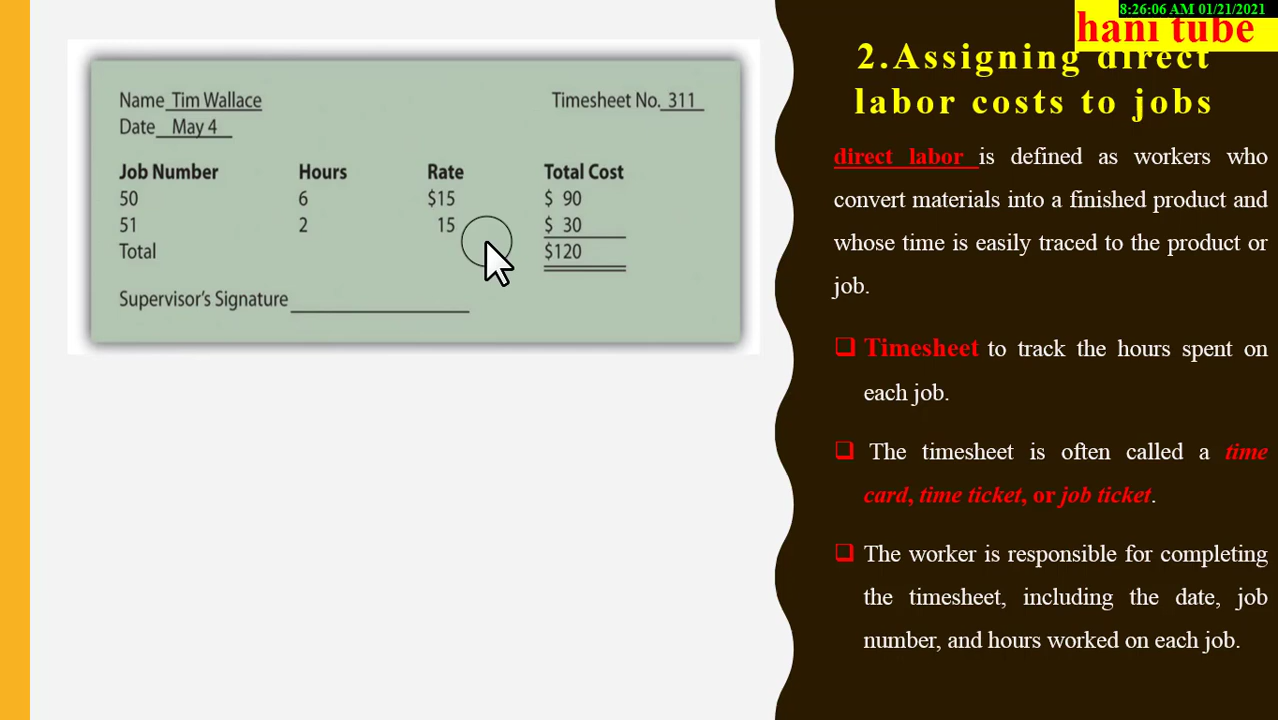 8:26:06 AM 01/21/2021
hani tube
Name Tim Wallace Timesheet No. 311
Date May 4
Job Number Hours Rate Total Cost
50 6 $15 $ 90
51 2 15 $ 30
Total $120
Supervisor's Signature
2.Assigning direct
labor costs to jobs
direct labor is defined as workers who
convert materials into a finished product and
whose time is easily traced to the product or
job.
Timesheet to track the hours spent on
each job.
The timesheet is often called a time
card, time ticket, or job ticket.
The worker is responsible for completing
the timesheet, including the date, job
number, and hours worked on each job.